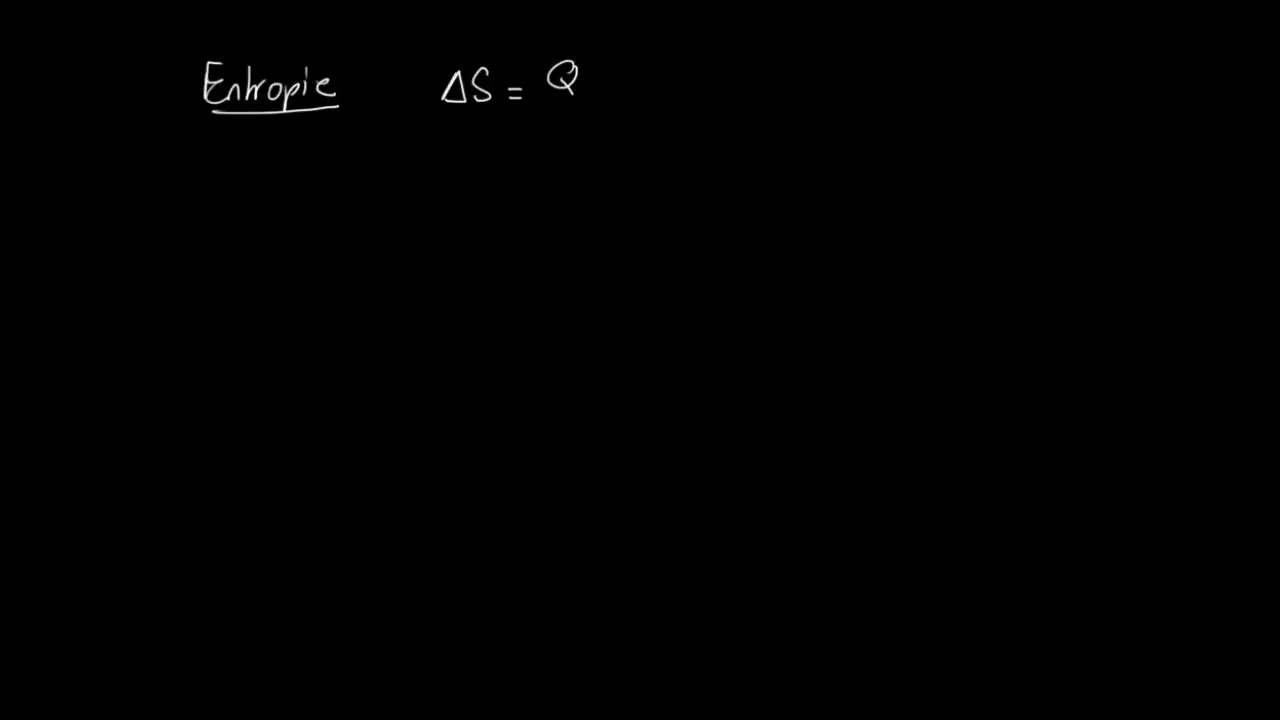 Entropie ΔS = Q